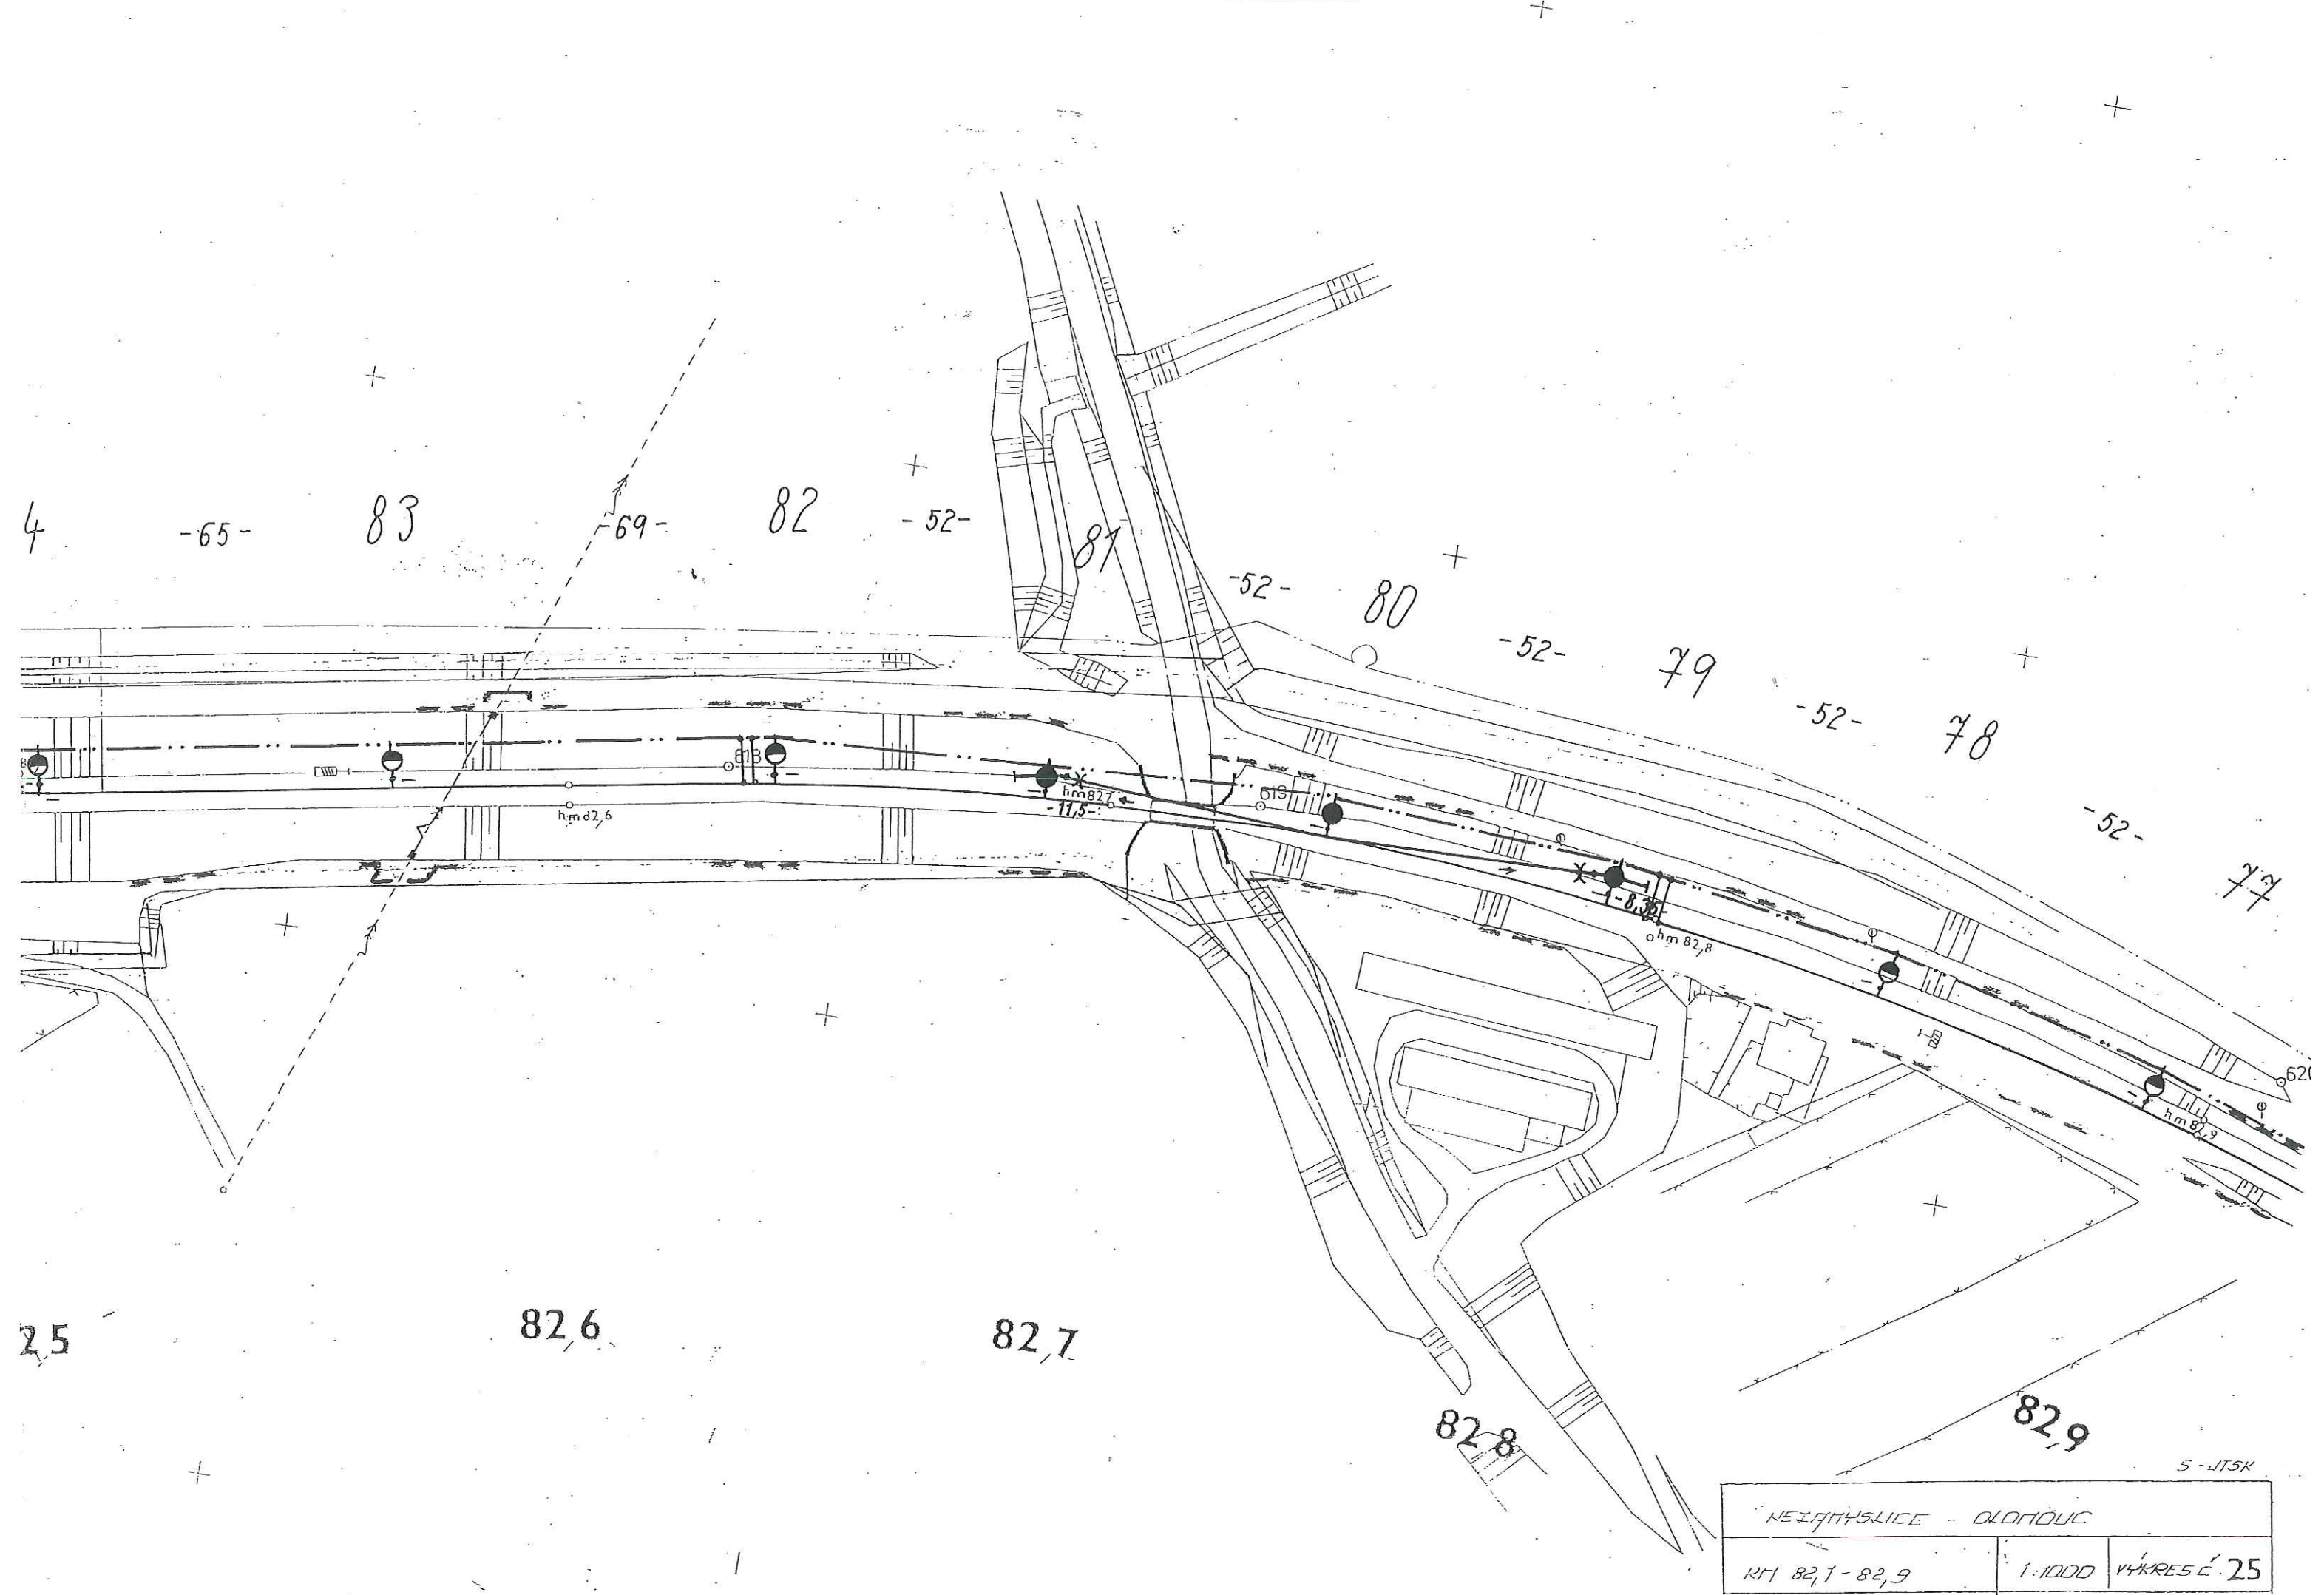 4 -65- 83 -69- 82 -52- 81 -52- 80 -52- 79 -52- 78 -52- 77
618
hm 82,6
hm 82,7
-11,5-
619
-8,35-
hm 82,8
620
hm 82,9
2,5 82,6 82,7 82,8 82,9
S-JTSK
NEZAMYSLICE - OLOMOUC
KM 82,1-82,9 1:1000 VÝKRES Č. 25